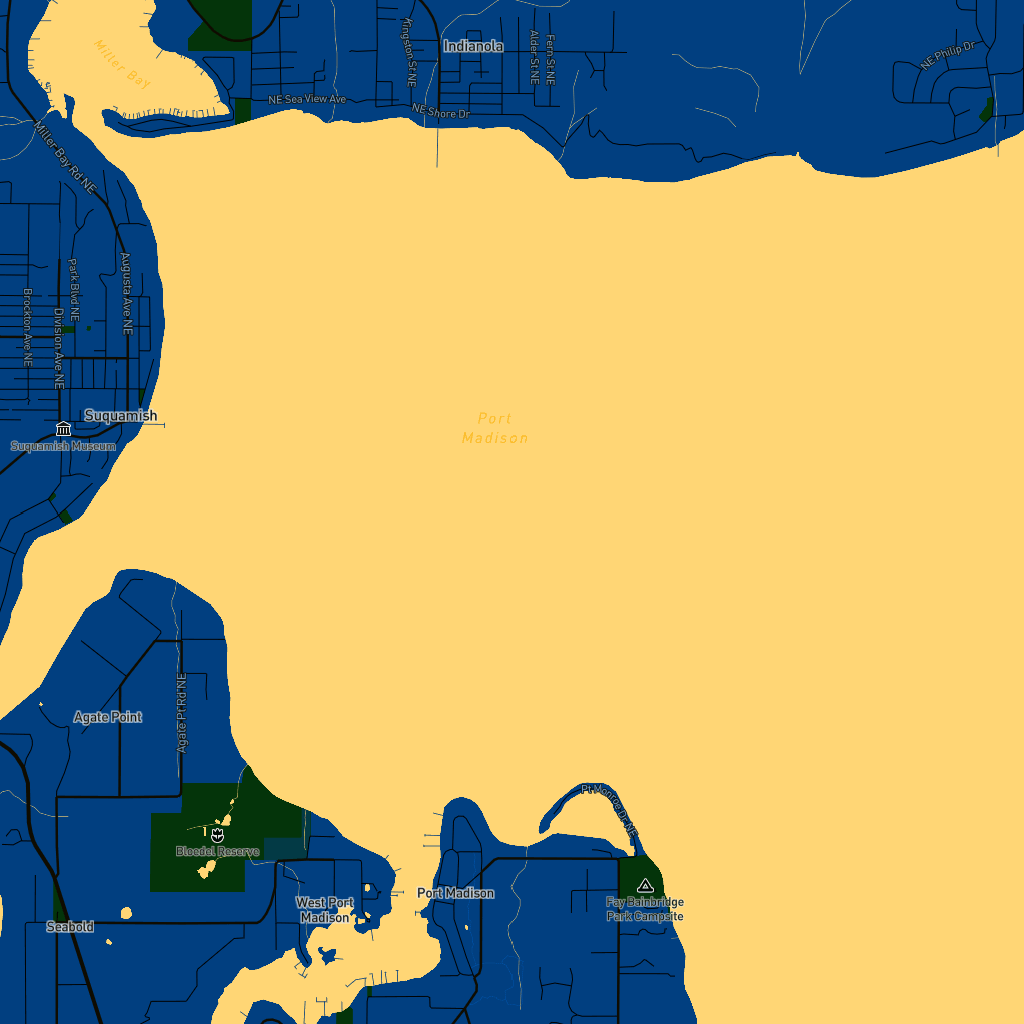 Indianola
Miller Bay
Kingston St NE
Alder St NE
Fern St NE
NE Philip Dr
NE Sea View Ave
NE Shore Dr
Miller Bay Rd NE
Park Blvd NE
Augusta Ave NE
Brockton Ave NE
Division Ave NE
Suquamish
Suquamish Museum
Port
Madison
Agate Point
Agate Pt Rd NE
Pt Monroe Dr NE
Bloedel Reserve
West Port
Madison
Port Madison
Fay Bainbridge
Park Campsite
Seabold